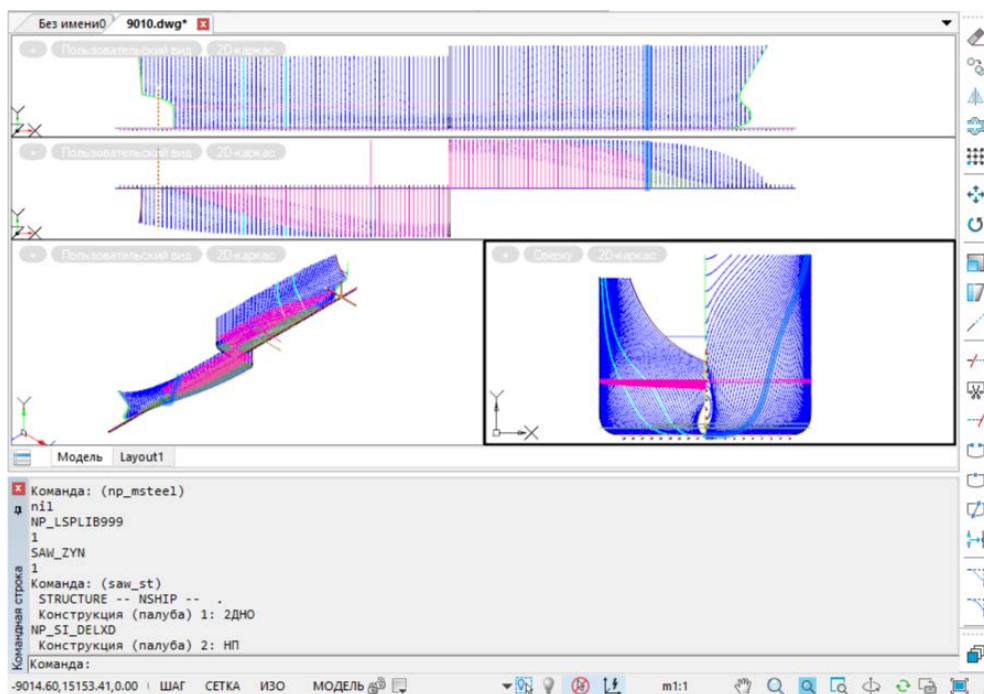 Без имени0
9010.dwg*
Пользовательский вид
2D-каркас
Y
X
Пользовательский вид
2D-каркас
Y
X
Пользовательский вид
2D-каркас
Y
Сверху
2D-каркас
Y
X
Модель
Layout1
Команда: (np_msteel)
nil
NP_LSPLIB999
1
SAW_ZYN
1
Команда: (saw_st)
STRUCTURE -- NSHIP -- .
Конструкция (палуба) 1: 2ДНО
NP_SI_DELXD
Конструкция (палуба) 2: НП
Команда:
Командная строка
-9014.60,15153.41,0.00 ШАГ СЕТКА ИЗО МОДЕЛЬ m1:1